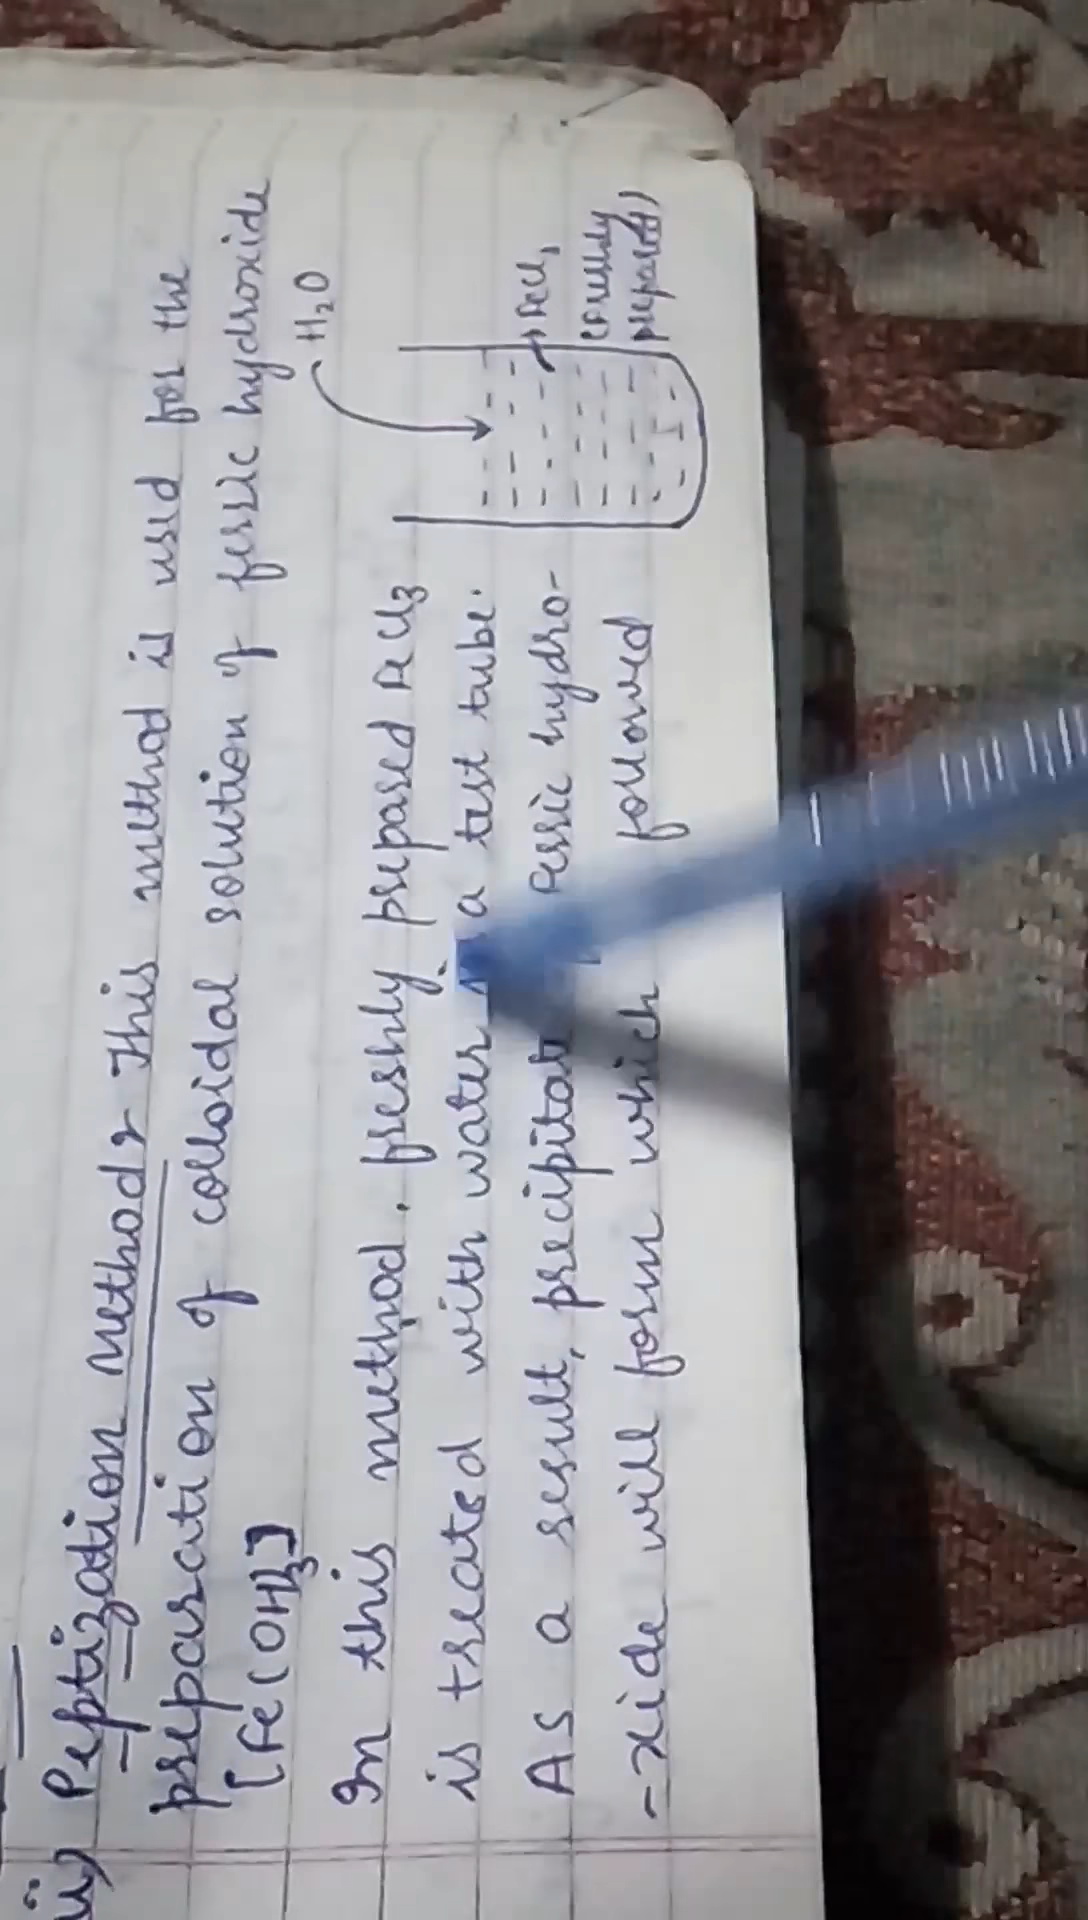 ii) Peptization method :- This method is used for the
preparation of colloidal solution of ferric hydroxide
[Fe(OH)3]
In this method, freshly prepared FeCl3
is treated with water a test tube.
As a result, precipitate ferric hydro-
-xide will form which followed
H2O
FeCl3
(freshly
prepared)